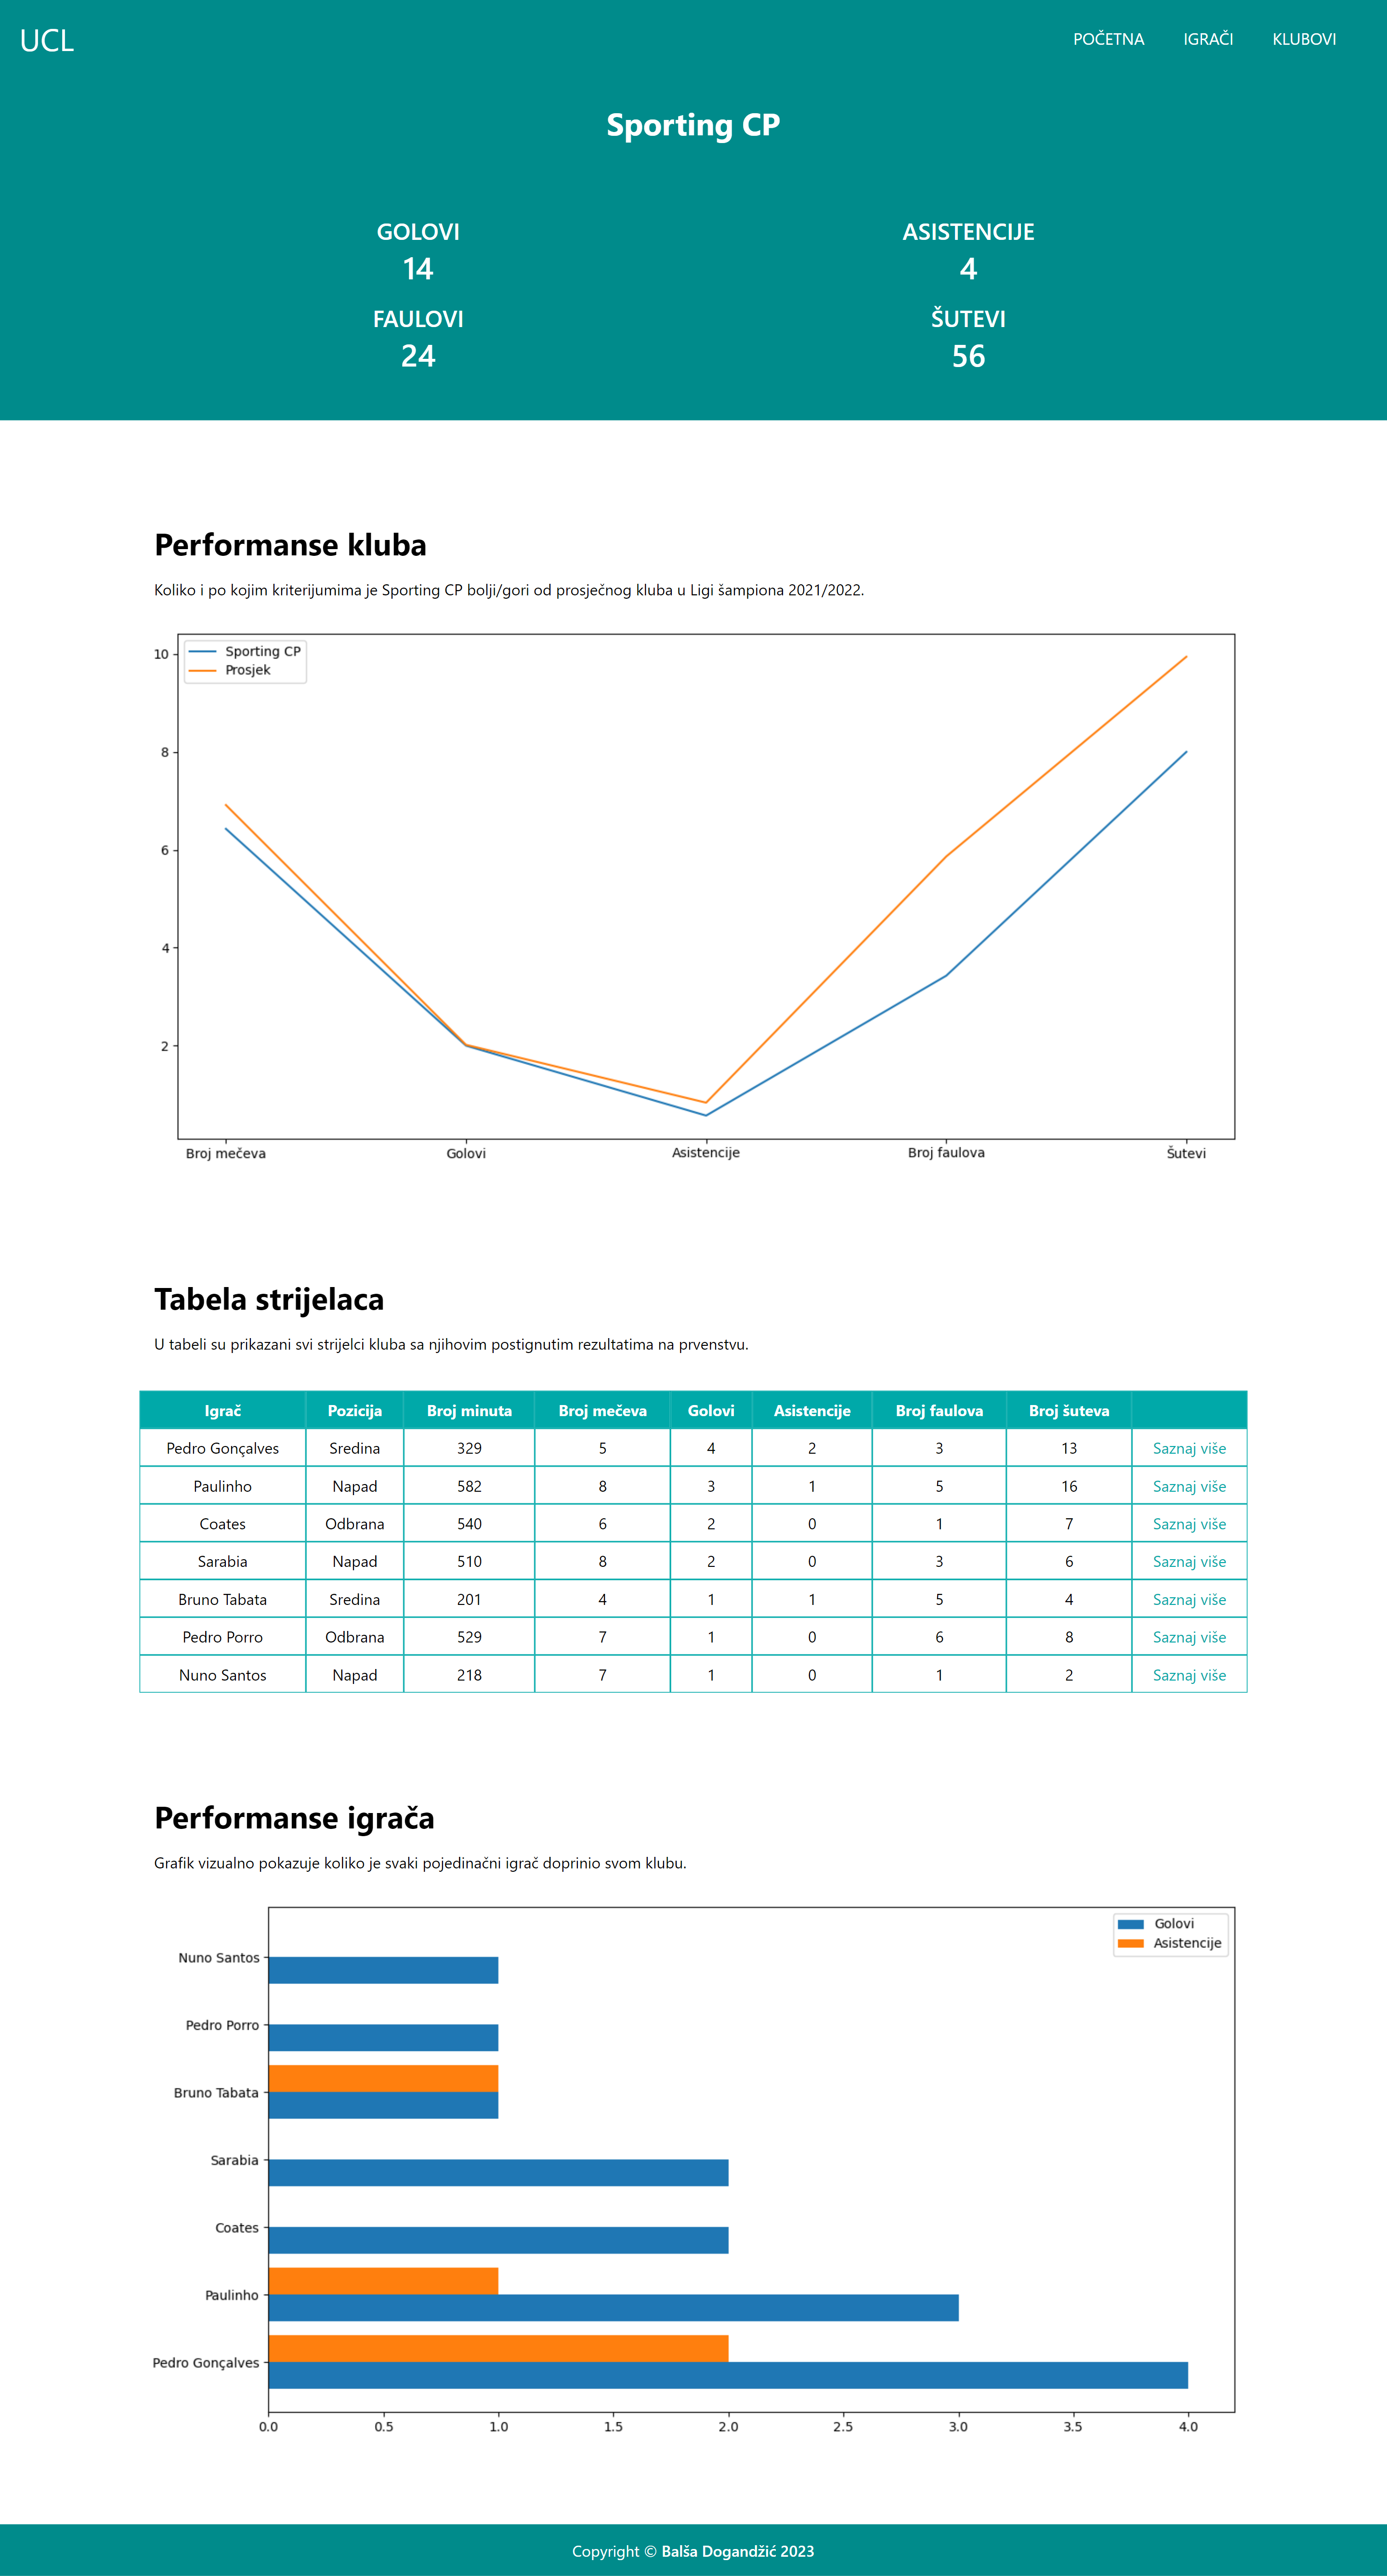 UCL
POČETNA IGRAČI KLUBOVI
Sporting CP
GOLOVI ASISTENCIJE
14 4
FAULOVI ŠUTEVI
24 56
Performanse kluba
Koliko i po kojim kriterijumima je Sporting CP bolji/gori od prosječnog kluba u Ligi šampiona 2021/2022.
Sporting CP
Prosjek
10
8
6
4
2
Broj mečeva Golovi Asistencije Broj faulova Šutevi
Tabela strijelaca
U tabeli su prikazani svi strijelci kluba sa njihovim postignutim rezultatima na prvenstvu.
Igrač Pozicija Broj minuta Broj mečeva Golovi Asistencije Broj faulova Broj šuteva
Pedro Gonçalves Sredina 329 5 4 2 3 13 Saznaj više
Paulinho Napad 582 8 3 1 5 16 Saznaj više
Coates Odbrana 540 6 2 0 1 7 Saznaj više
Sarabia Napad 510 8 2 0 3 6 Saznaj više
Bruno Tabata Sredina 201 4 1 1 5 4 Saznaj više
Pedro Porro Odbrana 529 7 1 0 6 8 Saznaj više
Nuno Santos Napad 218 7 1 0 1 2 Saznaj više
Performanse igrača
Grafik vizualno pokazuje koliko je svaki pojedinačni igrač doprinio svom klubu.
Golovi
Asistencije
Nuno Santos
Pedro Porro
Bruno Tabata
Sarabia
Coates
Paulinho
Pedro Gonçalves
0.0 0.5 1.0 1.5 2.0 2.5 3.0 3.5 4.0
Copyright © Balša Dogandžić 2023